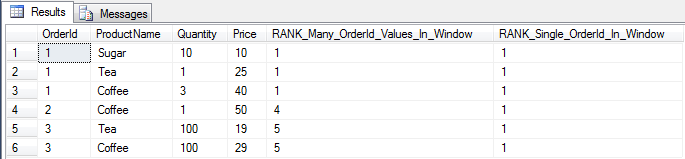 Results Messages
OrderId ProductName Quantity Price RANK_Many_OrderId_Values_In_Window RANK_Single_OrderId_In_Window
1 1 Sugar 10 10 1 1
2 1 Tea 1 25 1 1
3 1 Coffee 3 40 1 1
4 2 Coffee 1 50 4 1
5 3 Tea 100 19 5 1
6 3 Coffee 100 29 5 1